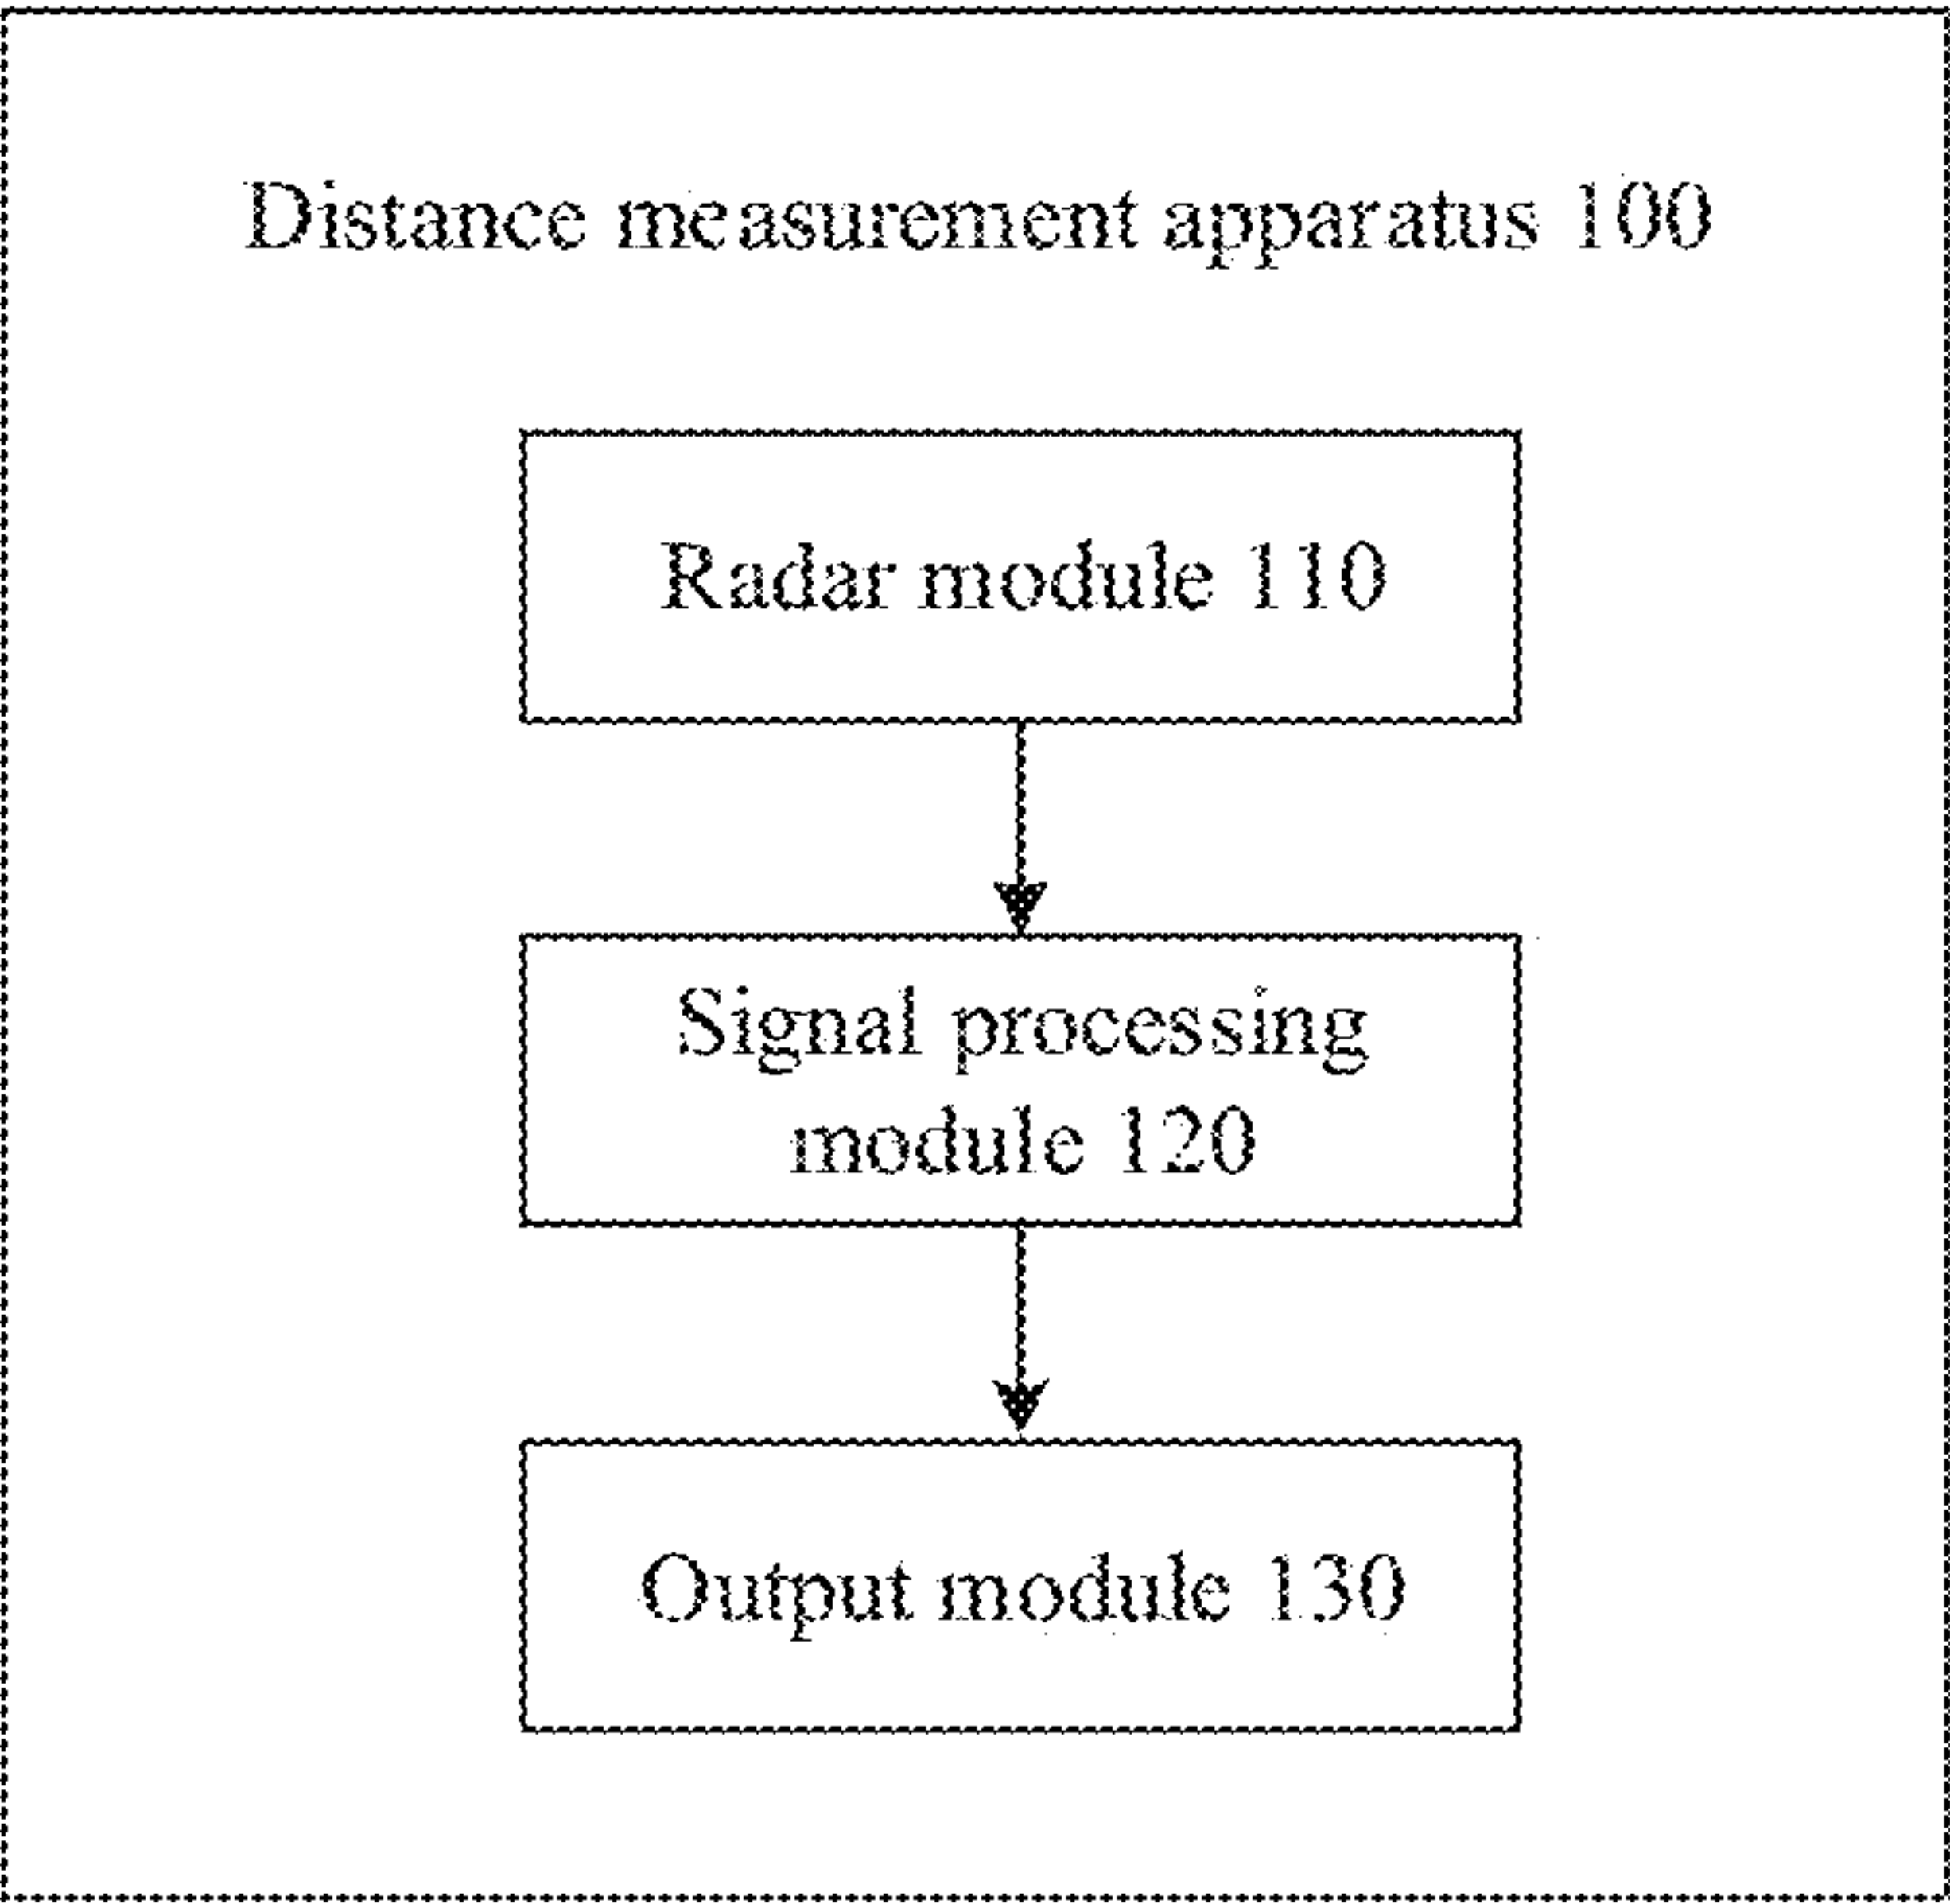 Distance measurement apparatus 100
Radar module 110
Signal processing
module 120
Output module 130